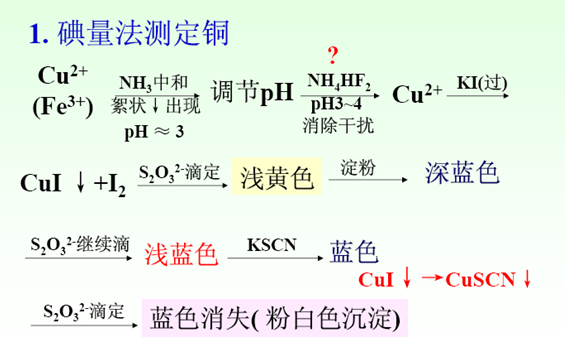 1. 碘量法测定铜
?
Cu²⁺ NH₃中和 调节pH NH₄HF₂ Cu²⁺ KI(过)
(Fe³⁺) 絮状↓出现 pH3~4
pH ≈ 3 消除干扰
CuI ↓+I₂ S₂O₃²⁻滴定 浅黄色 淀粉 深蓝色
S₂O₃²⁻继续滴 浅蓝色 KSCN 蓝色
CuI↓→CuSCN↓
S₂O₃²⁻滴定 蓝色消失( 粉白色沉淀)